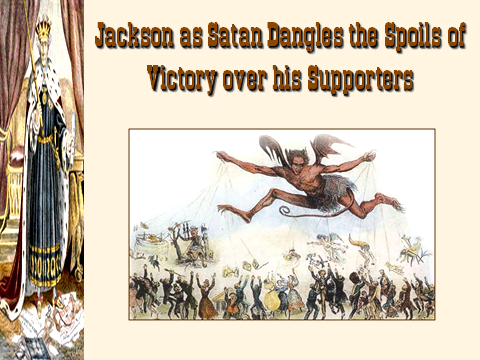 Jackson as Satan Dangles the Spoils of
Victory over his Supporters